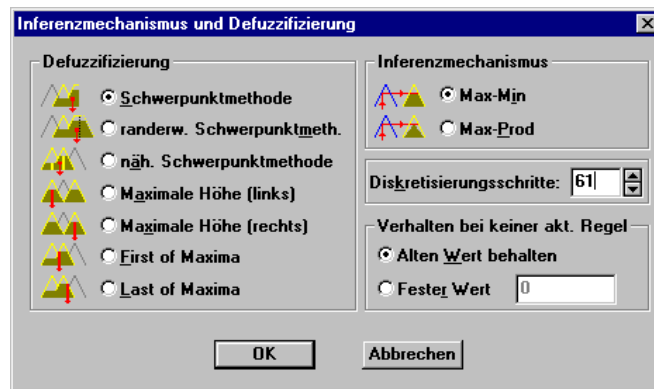 Inferenzmechanismus und Defuzzifizierung
Defuzzifizierung
Schwerpunktmethode
randerw. Schwerpunktmeth.
näh. Schwerpunktmethode
Maximale Höhe (links)
Maximale Höhe (rechts)
First of Maxima
Last of Maxima
Inferenzmechanismus
Max-Min
Max-Prod
Diskretisierungsschritte: 61
Verhalten bei keiner akt. Regel
Alten Wert behalten
Fester Wert 0
OK
Abbrechen